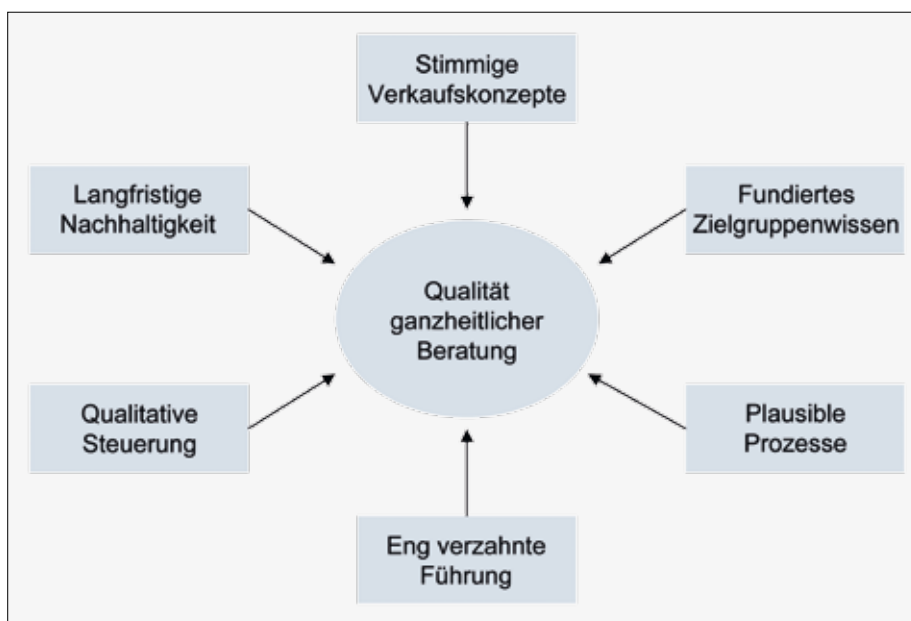 Stimmige
Verkaufskonzepte
Langfristige
Nachhaltigkeit
Fundiertes
Zielgruppenwissen
Qualität
ganzheitlicher
Beratung
Qualitative
Steuerung
Plausible
Prozesse
Eng verzahnte
Führung